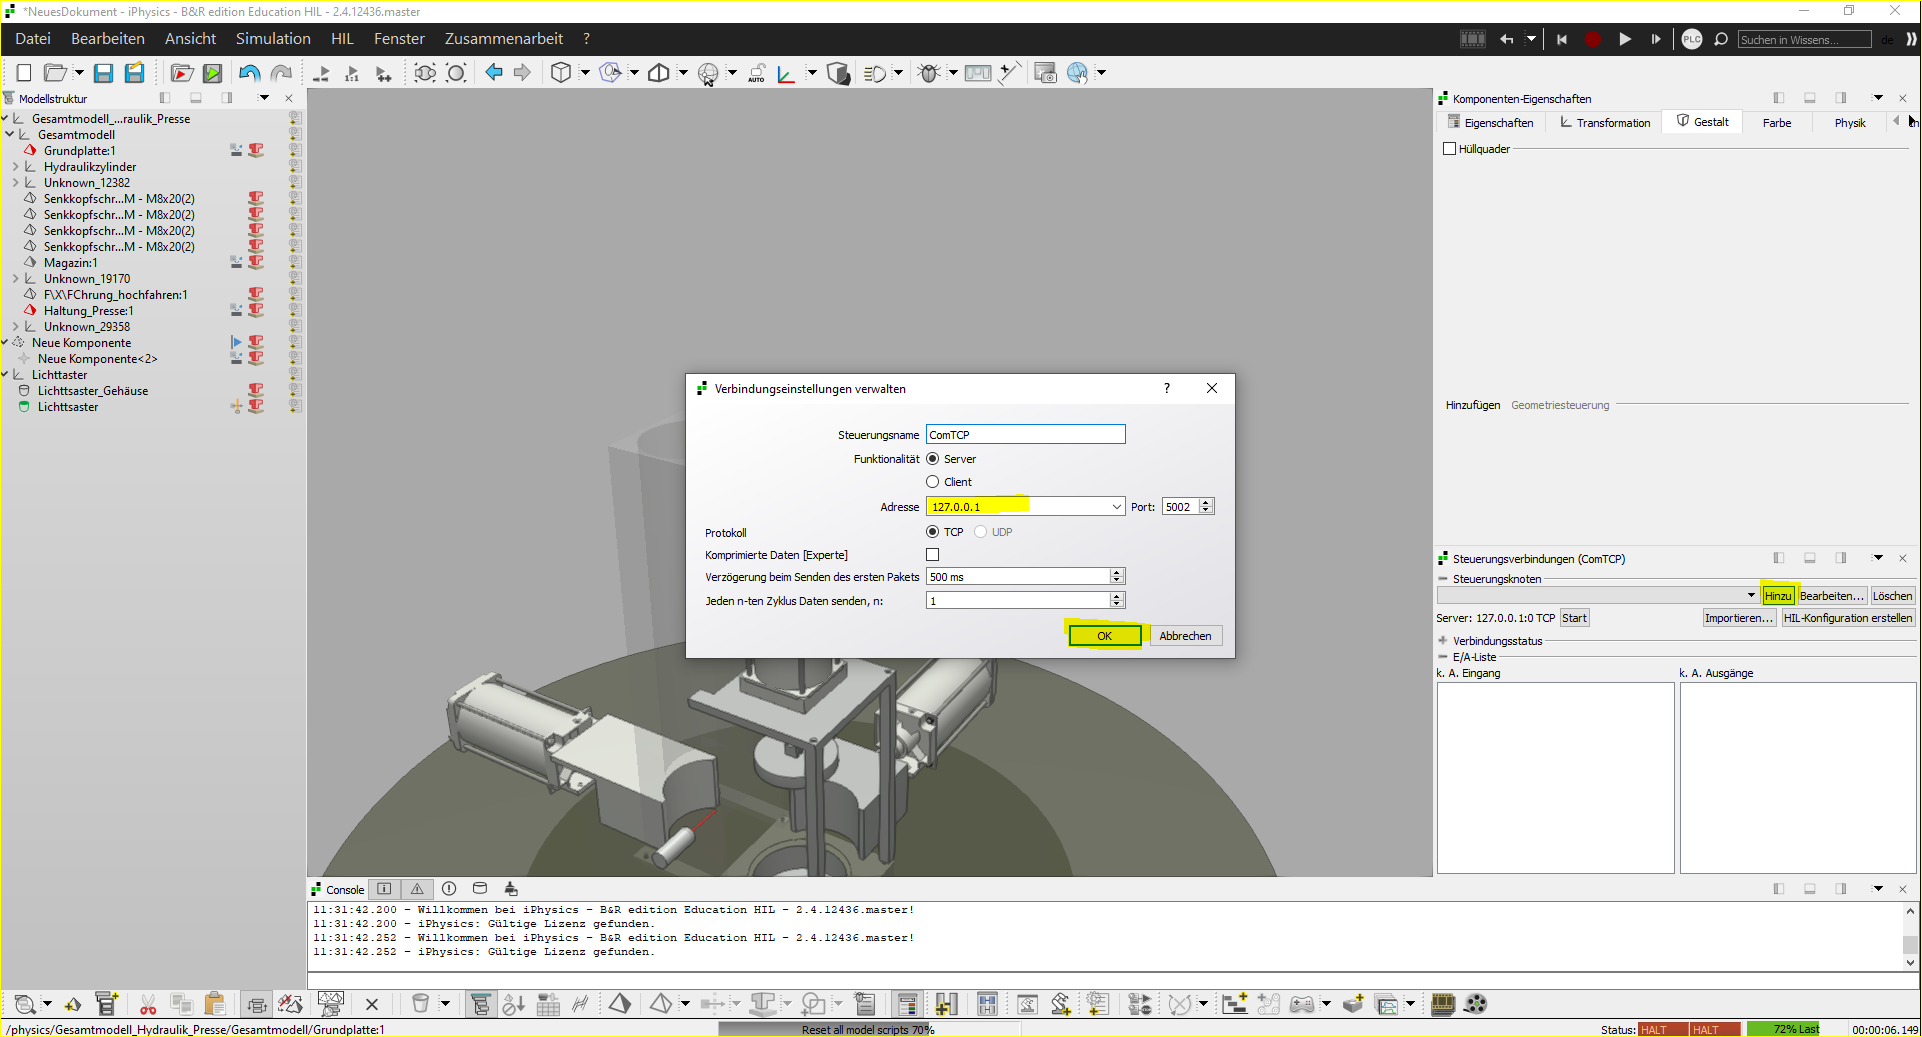 *NeuesDokument - iPhysics - B&R edition Education HIL - 2.4.12436.master
Datei Bearbeiten Ansicht Simulation HIL Fenster Zusammenarbeit ?
PLC Suchen in Wissens... de
1:1 AUTO
Modellstruktur
Gesamtmodell_...raulik_Presse
Gesamtmodell
Grundplatte:1
Hydraulikzylinder
Unknown_12382
Senkkopfschr...M - M8x20(2)
Senkkopfschr...M - M8x20(2)
Senkkopfschr...M - M8x20(2)
Senkkopfschr...M - M8x20(2)
Magazin:1
Unknown_19170
F\X\FChrung_hochfahren:1
Haltung_Presse:1
Unknown_29358
Neue Komponente
Neue Komponente<2>
Lichttaster
Lichttsaster_Gehäuse
Lichttsaster
Verbindungseinstellungen verwalten ?
Steuerungsname ComTCP
Funktionalität Server
Client
Adresse 127.0.0.1 Port: 5002
Protokoll TCP UDP
Komprimierte Daten [Experte]
Verzögerung beim Senden des ersten Pakets 500 ms
Jeden n-ten Zyklus Daten senden, n: 1
OK Abbrechen
Komponenten-Eigenschaften
Eigenschaften Transformation Gestalt Farbe Physik
Hüllquader
Hinzufügen Geometriesteuerung
Steuerungsverbindungen (ComTCP)
Steuerungsknoten
Hinzu Bearbeiten... Löschen
Server: 127.0.0.1:0 TCP Start Importieren... HIL-Konfiguration erstellen
Verbindungsstatus
E/A-Liste
k. A. Eingang k. A. Ausgänge
Console
11:31:42.200 - Willkommen bei iPhysics - B&R edition Education HIL - 2.4.12436.master!
11:31:42.200 - iPhysics: Gültige Lizenz gefunden.
11:31:42.252 - Willkommen bei iPhysics - B&R edition Education HIL - 2.4.12436.master!
11:31:42.252 - iPhysics: Gültige Lizenz gefunden.
/physics/Gesamtmodell_Hydraulik_Presse/Gesamtmodell/Grundplatte:1 Reset all model scripts 70% Status: HALT HALT 72% Last 00:00:06.149